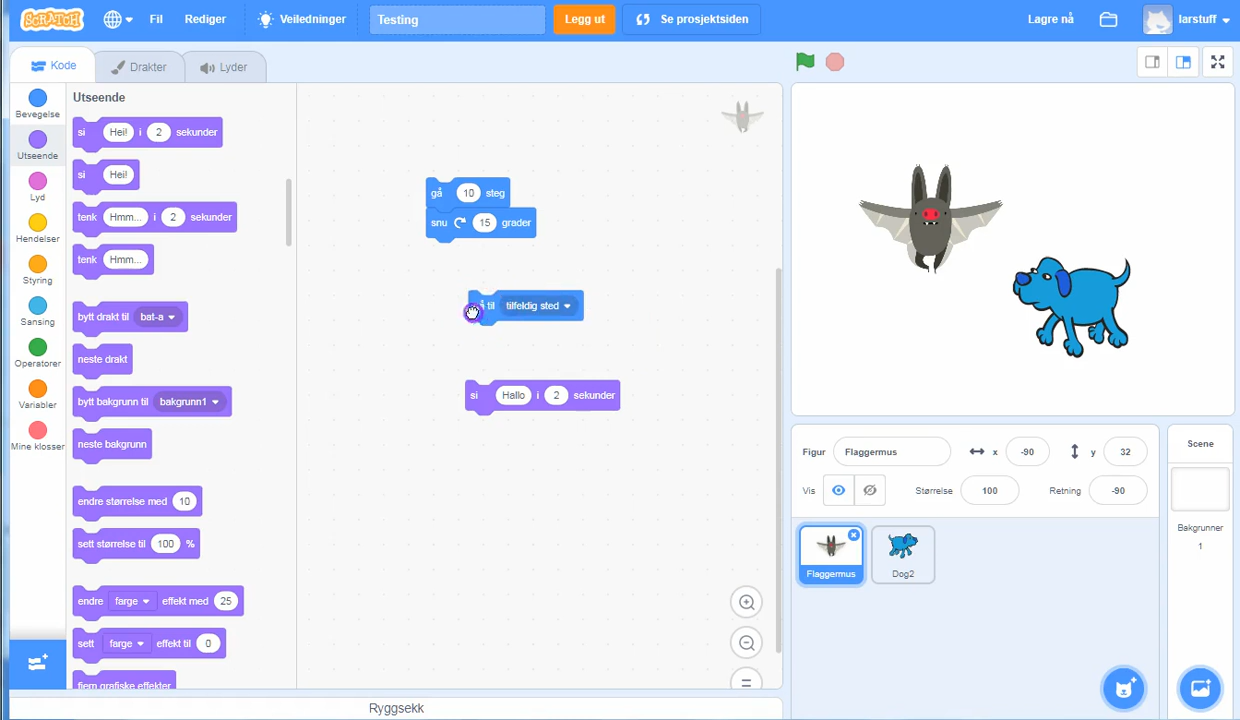 SCRATCH Fil Rediger Veiledninger Testing Legg ut Se prosjektsiden Lagre nå larstuff
Kode Drakter Lyder
Bevegelse
Utseende
Lyd
Hendelser
Styring
Sansing
Operatorer
Variabler
Mine klosser
Utseende
si Hei! i 2 sekunder
si Hei!
tenk Hmm... i 2 sekunder
tenk Hmm...
bytt drakt til bat-a
neste drakt
bytt bakgrunn til bakgrunn1
neste bakgrunn
endre størrelse med 10
sett størrelse til 100 %
endre farge effekt med 25
sett farge effekt til 0
fjern grafiske effekter
gå 10 steg
snu 15 grader
til tilfeldig sted
si Hallo i 2 sekunder
Figur Flaggermus x -90 y 32
Vis Størrelse 100 Retning -90
Flaggermus
Dog2
Scene
Bakgrunner
1
Ryggsekk